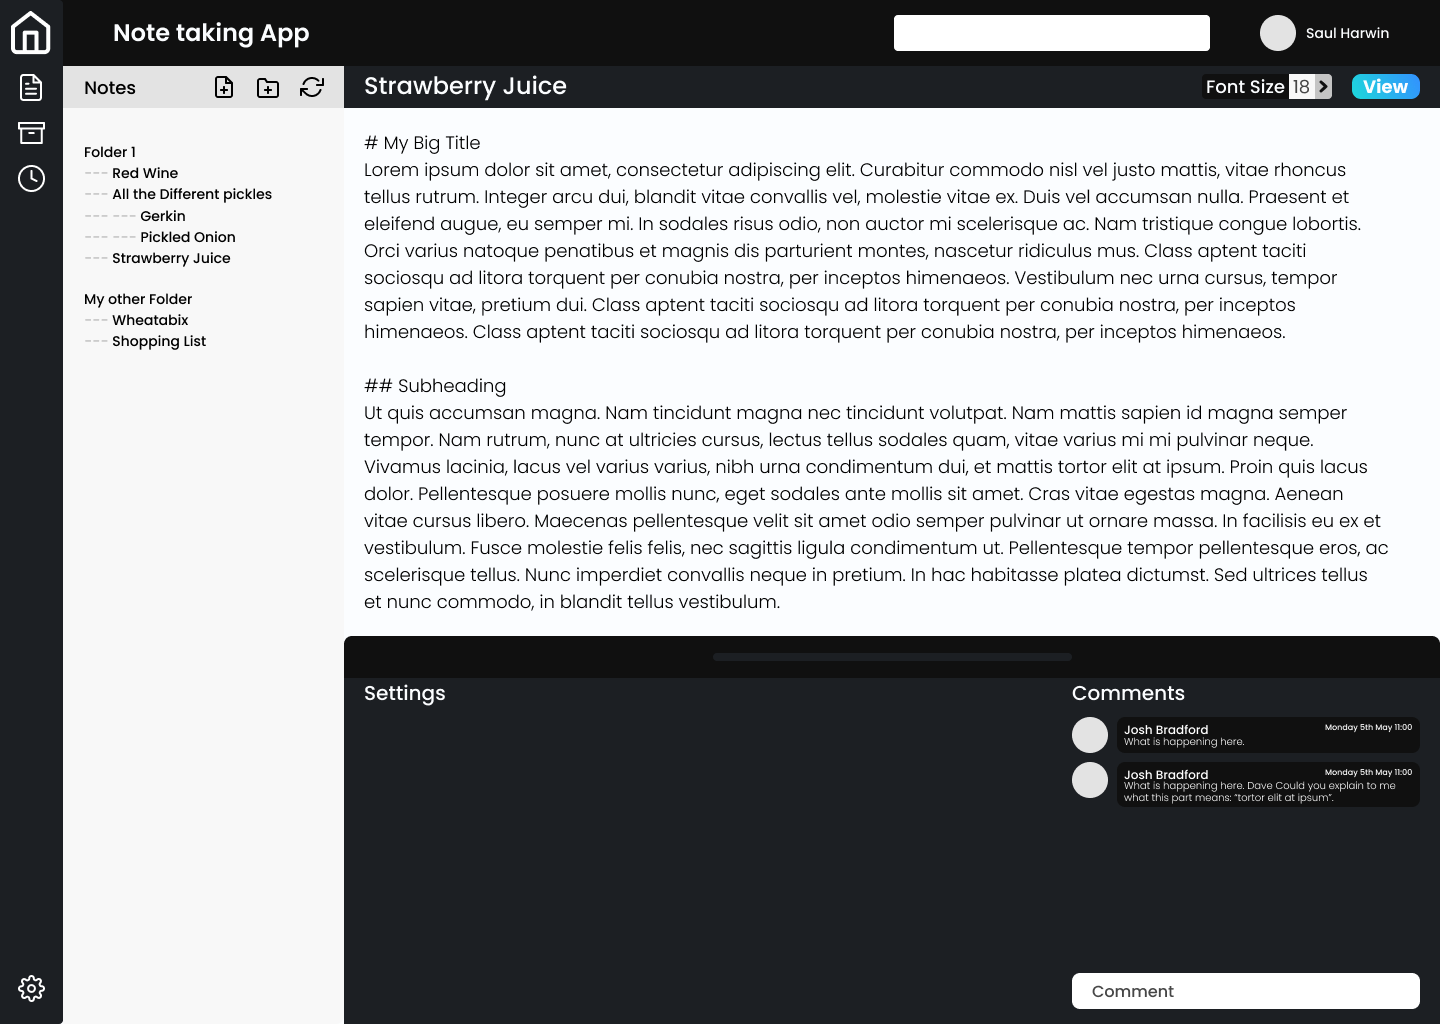 Note taking App
Saul Harwin
Notes
Strawberry Juice
Font Size 18
View
Folder 1
--- Red Wine
--- All the Different pickles
--- --- Gerkin
--- --- Pickled Onion
--- Strawberry Juice
My other Folder
--- Wheatabix
--- Shopping List
# My Big Title
Lorem ipsum dolor sit amet, consectetur adipiscing elit. Curabitur commodo nisl vel justo mattis, vitae rhoncus
tellus rutrum. Integer arcu dui, blandit vitae convallis vel, molestie vitae ex. Duis vel accumsan nulla. Praesent et
eleifend augue, eu semper mi. In sodales risus odio, non auctor mi scelerisque ac. Nam tristique congue lobortis.
Orci varius natoque penatibus et magnis dis parturient montes, nascetur ridiculus mus. Class aptent taciti
sociosqu ad litora torquent per conubia nostra, per inceptos himenaeos. Vestibulum nec urna cursus, tempor
sapien vitae, pretium dui. Class aptent taciti sociosqu ad litora torquent per conubia nostra, per inceptos
himenaeos. Class aptent taciti sociosqu ad litora torquent per conubia nostra, per inceptos himenaeos.
## Subheading
Ut quis accumsan magna. Nam tincidunt magna nec tincidunt volutpat. Nam mattis sapien id magna semper
tempor. Nam rutrum, nunc at ultricies cursus, lectus tellus sodales quam, vitae varius mi mi pulvinar neque.
Vivamus lacinia, lacus vel varius varius, nibh urna condimentum dui, et mattis tortor elit at ipsum. Proin quis lacus
dolor. Pellentesque posuere mollis nunc, eget sodales ante mollis sit amet. Cras vitae egestas magna. Aenean
vitae cursus libero. Maecenas pellentesque velit sit amet odio semper pulvinar ut ornare massa. In facilisis eu ex et
vestibulum. Fusce molestie felis felis, nec sagittis ligula condimentum ut. Pellentesque tempor pellentesque eros, ac
scelerisque tellus. Nunc imperdiet convallis neque in pretium. In hac habitasse platea dictumst. Sed ultrices tellus
et nunc commodo, in blandit tellus vestibulum.
Settings
Comments
Josh Bradford
Monday 5th May 11:00
What is happening here.
Josh Bradford
Monday 5th May 11:00
What is happening here. Dave Could you explain to me
what this part means: “tortor elit at ipsum”.
Comment